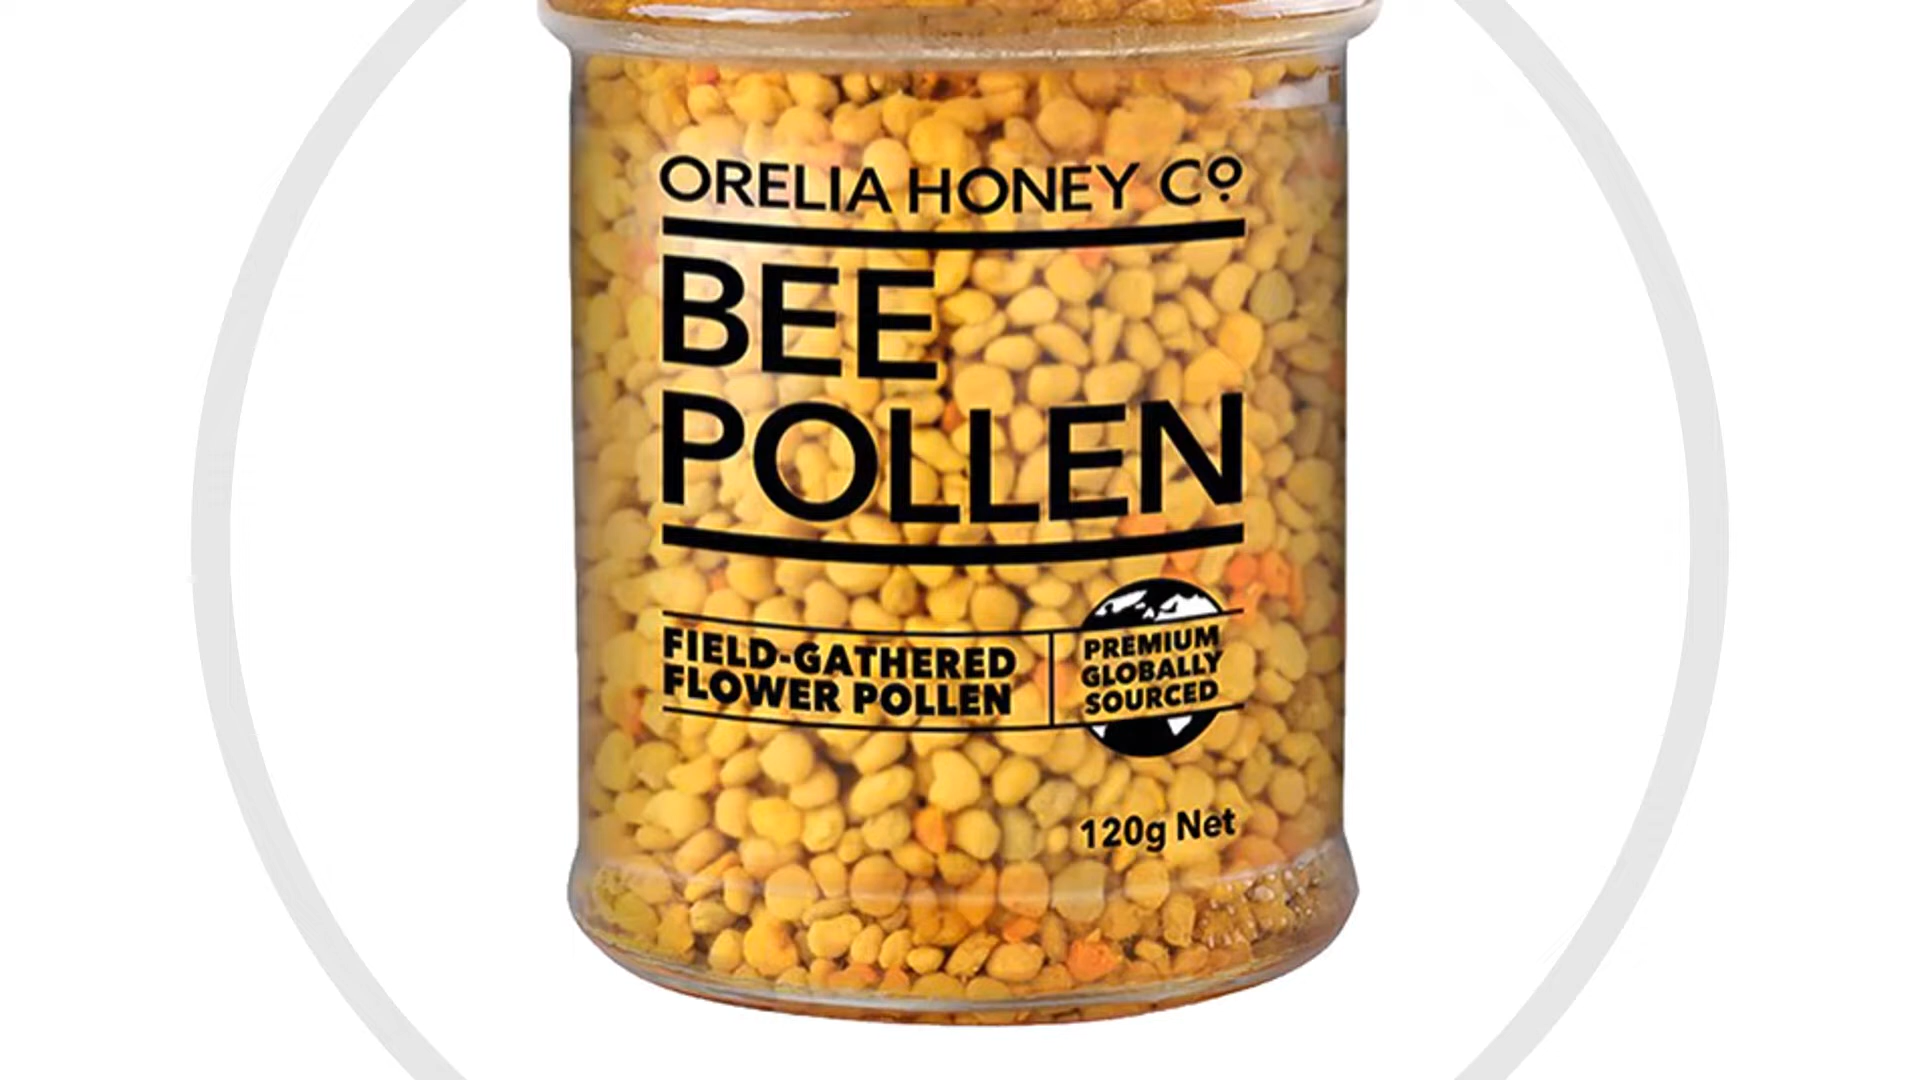 ORELIA HONEY Cº
BEE
POLLEN
FIELD-GATHERED
FLOWER POLLEN
PREMIUM
GLOBALLY
SOURCED
120g Net